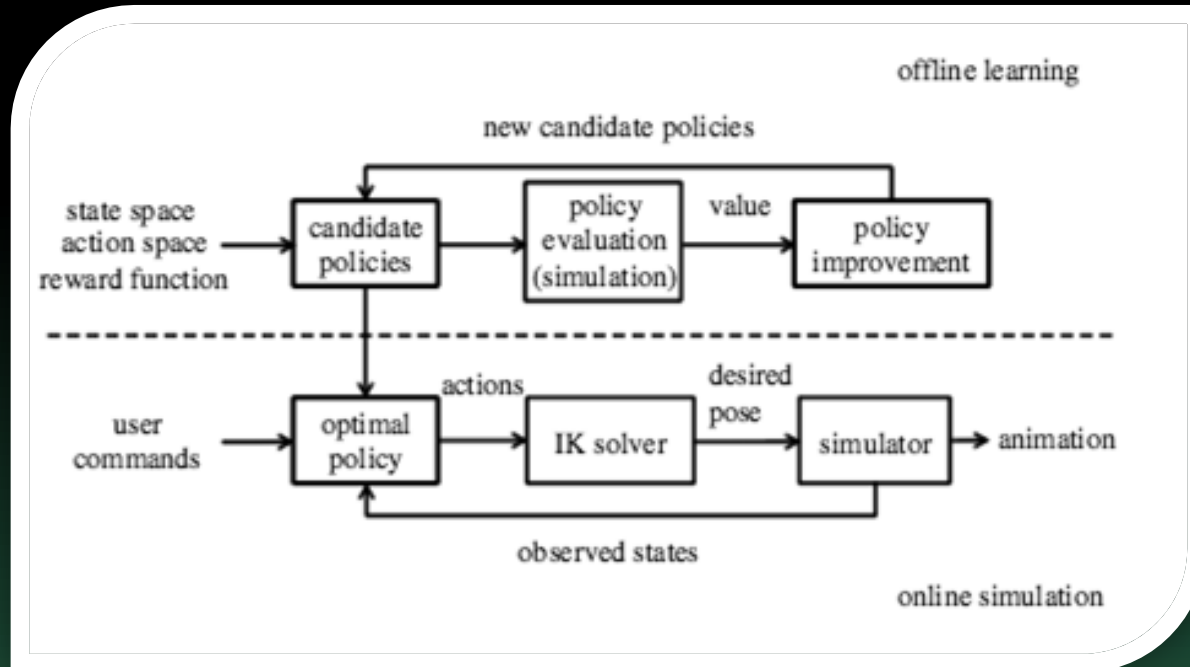 offline learning
new candidate policies
state space
action space
reward function
candidate
policies
policy
evaluation
(simulation)
value
policy
improvement
user
commands
optimal
policy
actions
IK solver
desired
pose
simulator
animation
observed states
online simulation